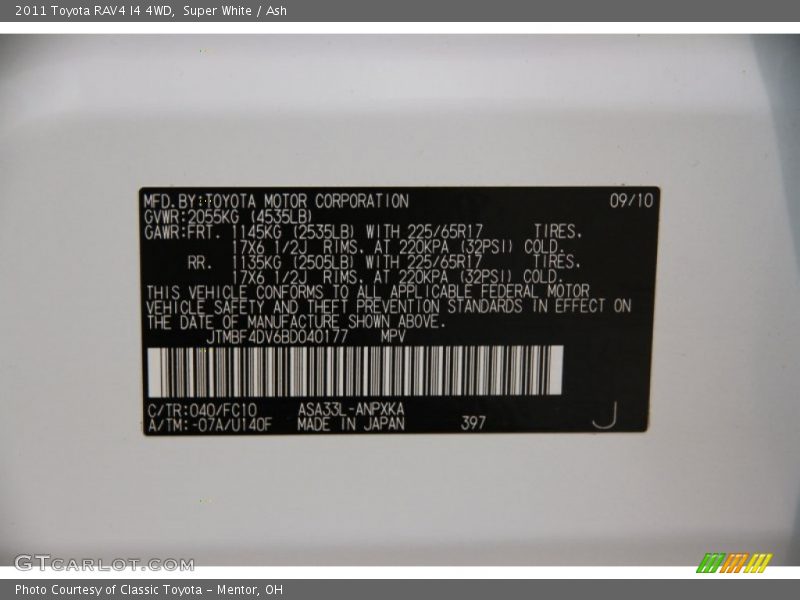 2011 Toyota RAV4 I4 4WD,  Super White / Ash
MFD.BY:TOYOTA MOTOR CORPORATION 09/10
GVWR:2055KG (4535LB)
GAWR:FRT. 1145KG (2535LB) WITH 225/65R17 TIRES.
17X6 1/2J RIMS, AT 220KPA (32PSI) COLD.
RR. 1135KG (2505LB) WITH 225/65R17 TIRES.
17X6 1/2J RIMS, AT 220KPA (32PSI) COLD.
THIS VEHICLE CONFORMS TO ALL APPLICABLE FEDERAL MOTOR
VEHICLE SAFETY AND THEFT PREVENTION STANDARDS IN EFFECT ON
THE DATE OF MANUFACTURE SHOWN ABOVE.
JTMBF4DV6BD040177 MPV
C/TR:040/FC10 ASA33L-ANPXKA
A/TM:-07A/U140F MADE IN JAPAN 397 J
GTCARLOT.COM
Photo Courtesy of Classic Toyota - Mentor, OH